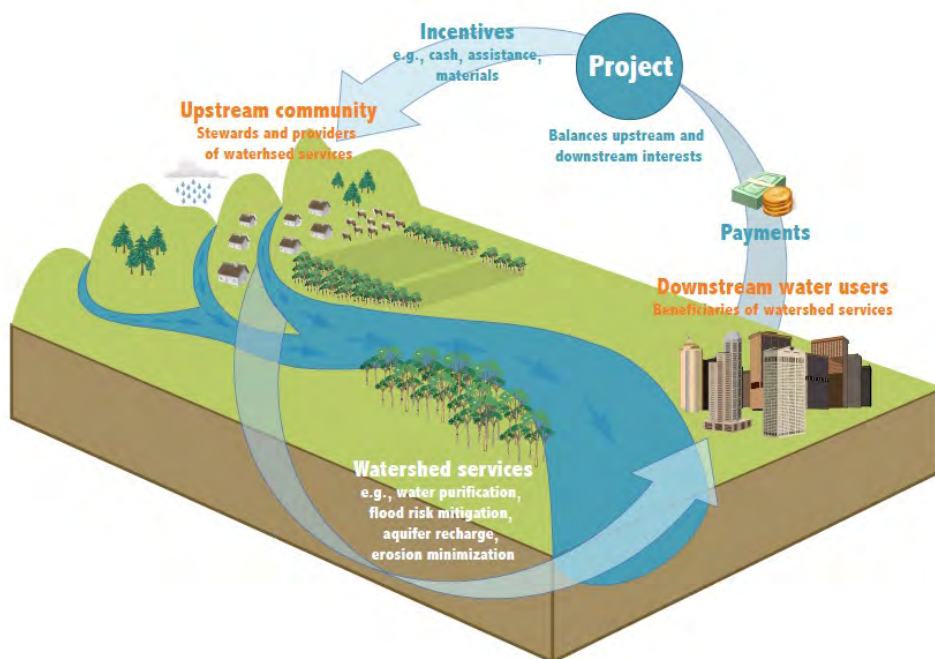 Incentives
e.g., cash, assistance,
materials
Project
Balances upstream and
downstream interests
Upstream community
Stewards and providers
of waterhsed services
Payments
Downstream water users
Beneficiaries of watershed services
Watershed services
e.g., water purification,
flood risk mitigation,
aquifer recharge,
erosion minimization